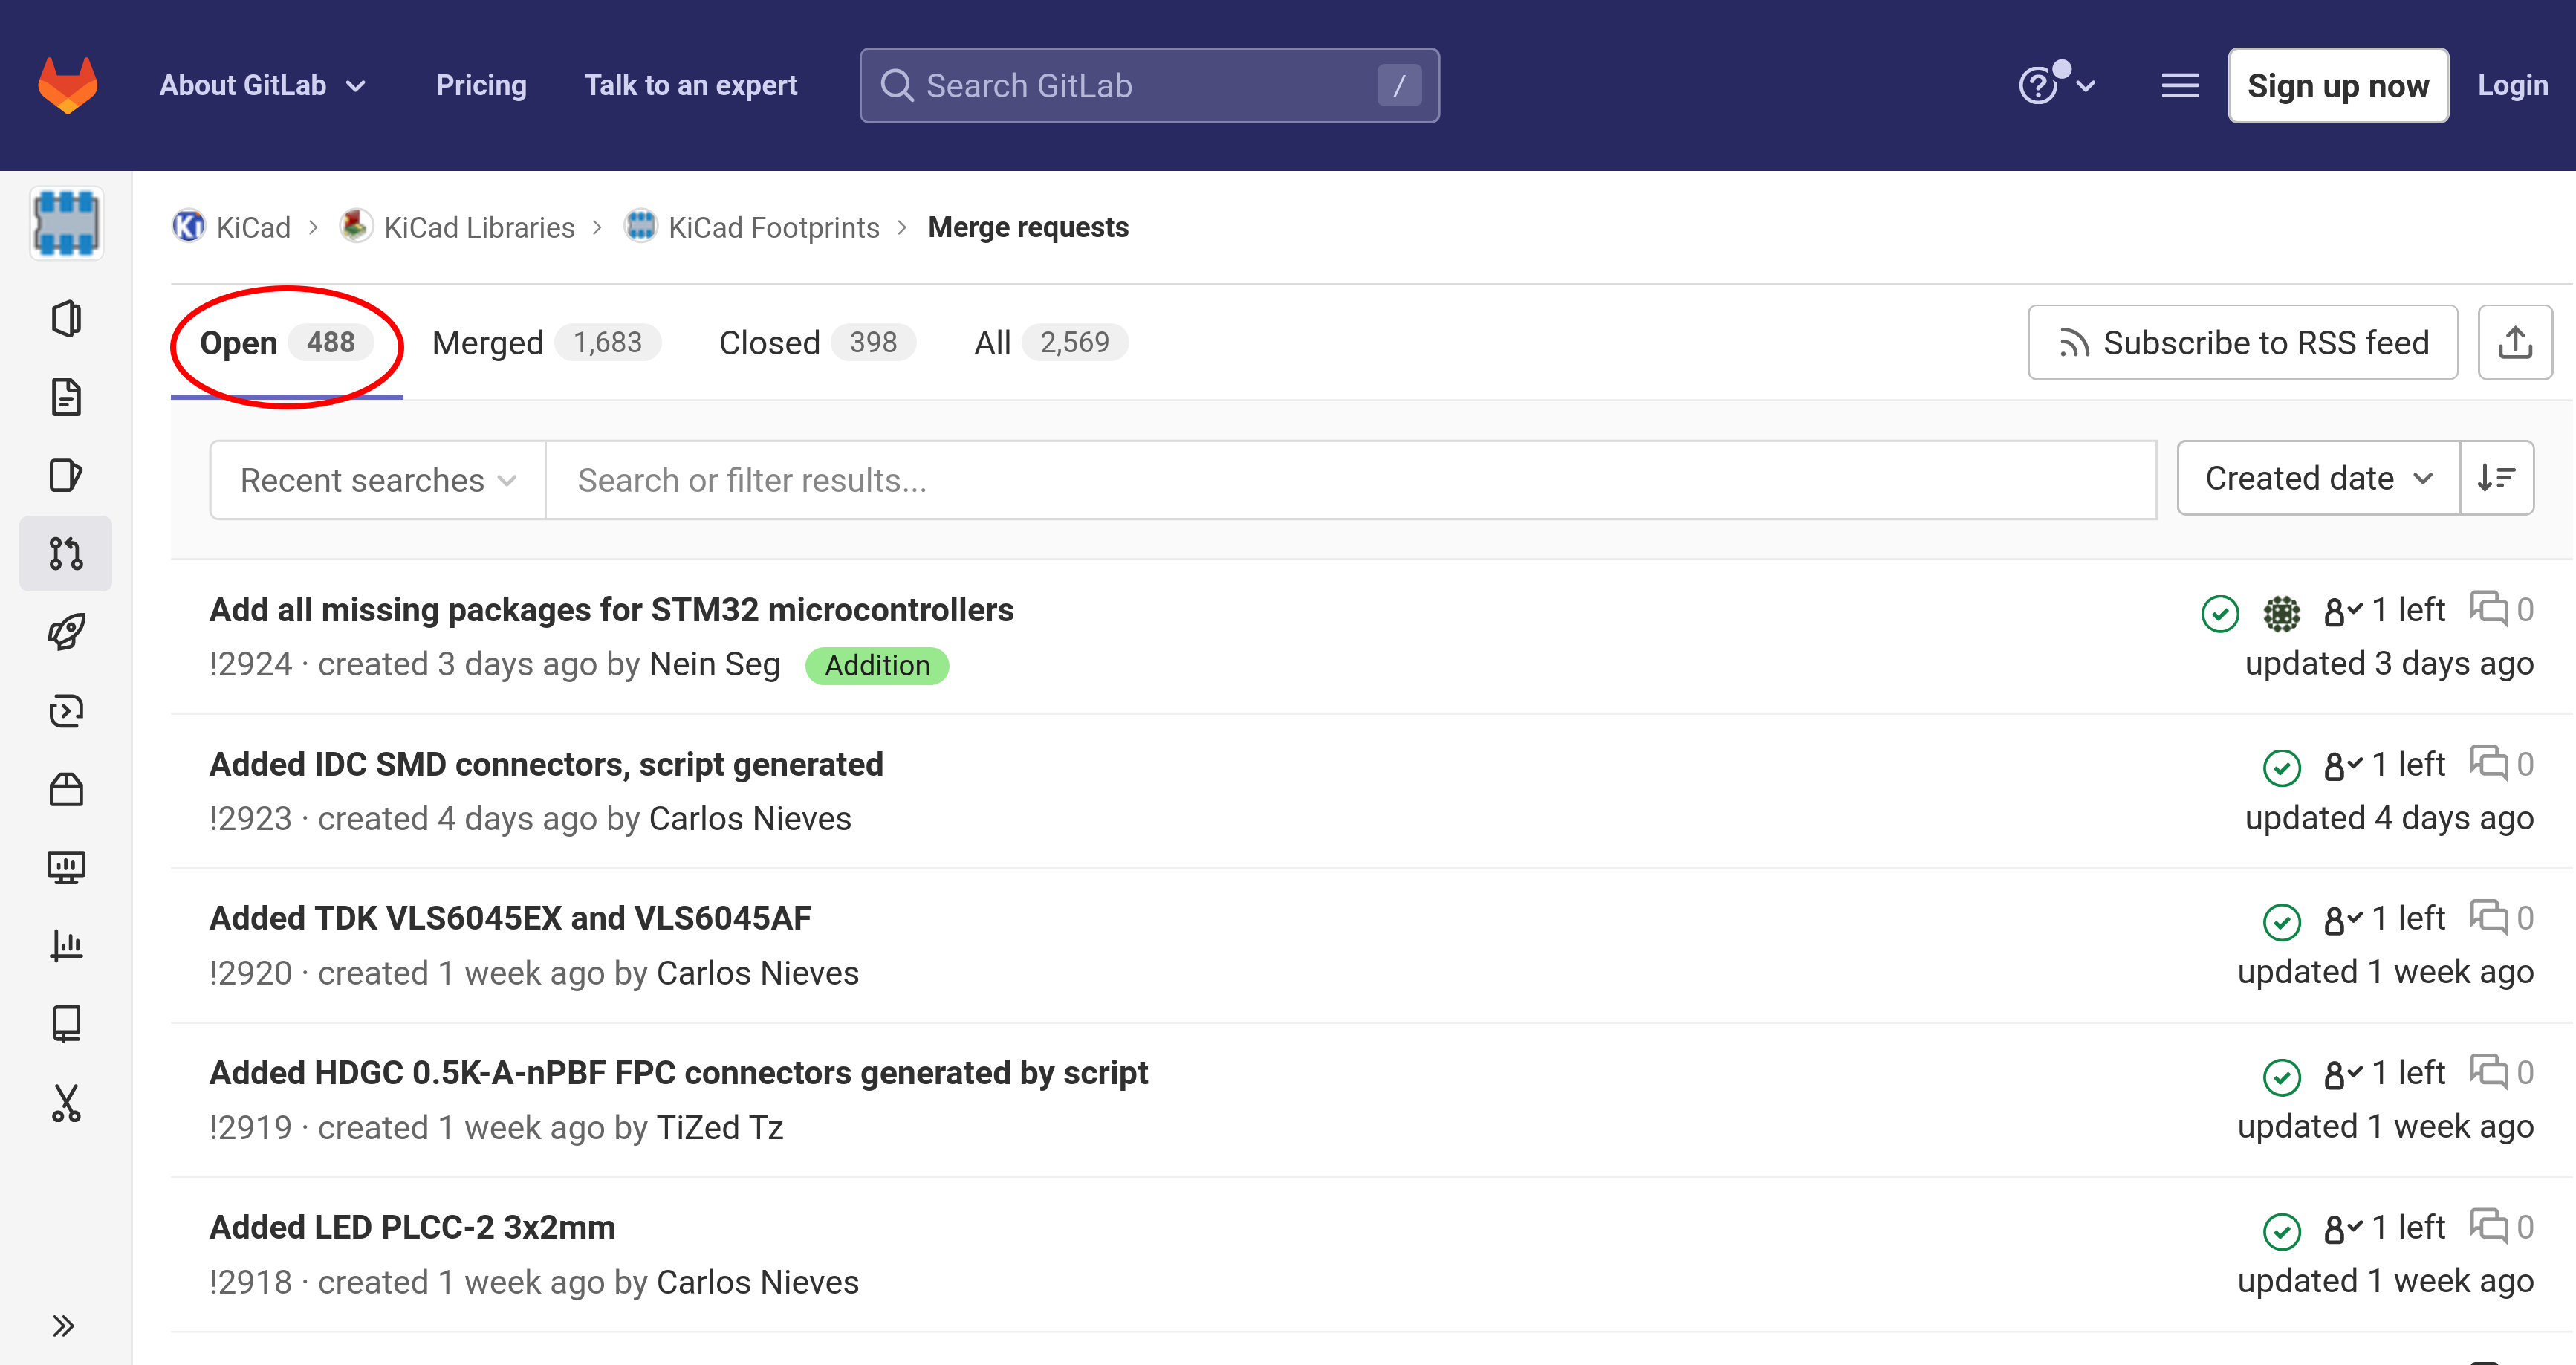 About GitLab Pricing Talk to an expert Search GitLab / Sign up now Login
KiCad > KiCad Libraries > KiCad Footprints > Merge requests
Open 488 Merged 1,683 Closed 398 All 2,569 Subscribe to RSS feed
Recent searches Search or filter results... Created date
Add all missing packages for STM32 microcontrollers 1 left 0
!2924 · created 3 days ago by Nein Seg Addition updated 3 days ago
Added IDC SMD connectors, script generated 1 left 0
!2923 · created 4 days ago by Carlos Nieves updated 4 days ago
Added TDK VLS6045EX and VLS6045AF 1 left 0
!2920 · created 1 week ago by Carlos Nieves updated 1 week ago
Added HDGC 0.5K-A-nPBF FPC connectors generated by script 1 left 0
!2919 · created 1 week ago by TiZed Tz updated 1 week ago
Added LED PLCC-2 3x2mm 1 left 0
!2918 · created 1 week ago by Carlos Nieves updated 1 week ago